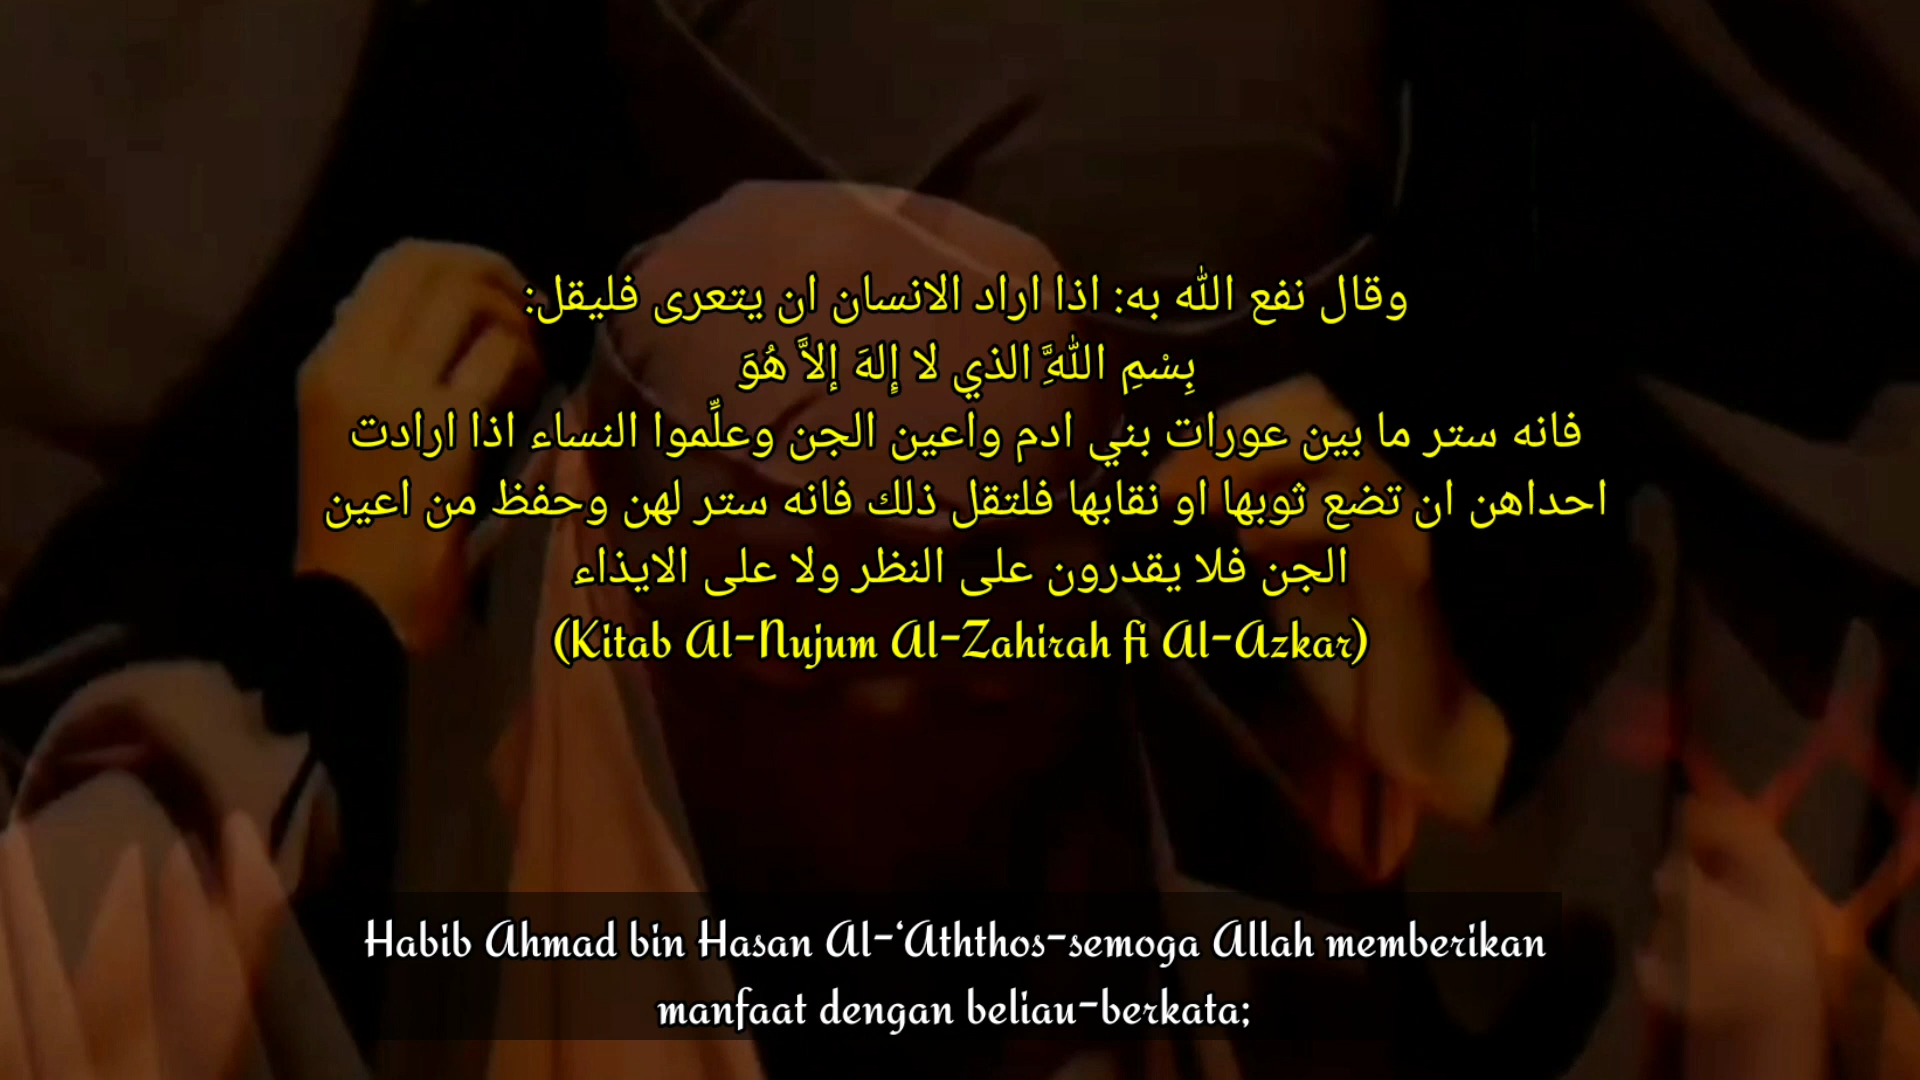 وقال نفع الله به: اذا اراد الانسان ان يتعرى فليقل:
بِسْمِ اللَّهِ الذي لا إِلهَ إلاَّ هُوَ
فانه ستر ما بين عورات بني ادم واعين الجن وعلِّموا النساء اذا ارادت
احداهن ان تضع ثوبها او نقابها فلتقل ذلك فانه ستر لهن وحفظ من اعين
الجن فلا يقدرون على النظر ولا على الايذاء
(Kitab Al-Nujum Al-Zahirah fi Al-Azkar)
Habib Ahmad bin Hasan Al-‘Aththos-semoga Allah memberikan
manfaat dengan beliau-berkata;